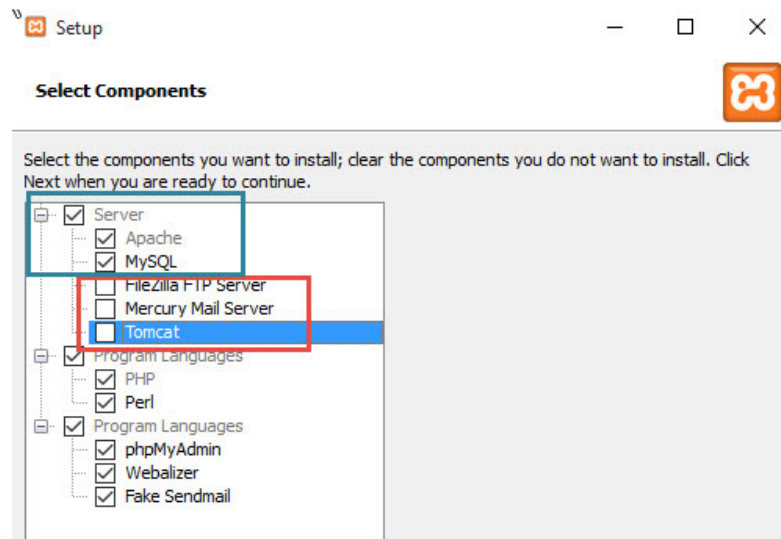 Setup
Select Components
Select the components you want to install; clear the components you do not want to install. Click
Next when you are ready to continue.
Server
Apache
MySQL
FileZilla FTP Server
Mercury Mail Server
Tomcat
Program Languages
PHP
Perl
Program Languages
phpMyAdmin
Webalizer
Fake Sendmail